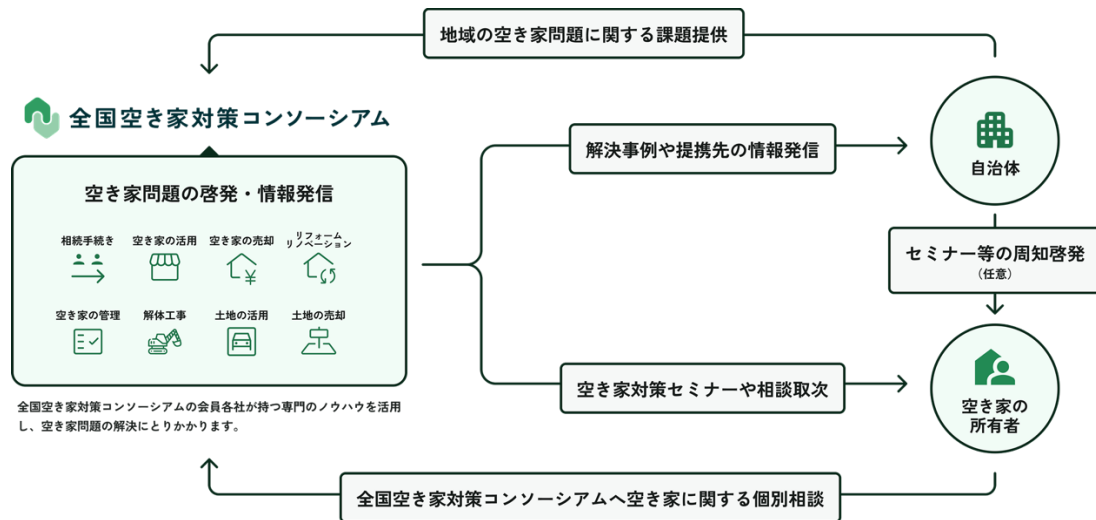 地域の空き家問題に関する課題提供
全国空き家対策コンソーシアム
空き家問題の啓発・情報発信
相続手続き
空き家の活用
空き家の売却
リフォーム
リノベーション
空き家の管理
解体工事
土地の活用
土地の売却
全国空き家対策コンソーシアムの会員各社が持つ専門のノウハウを活用
し、空き家問題の解決にとりかかります。
解決事例や提携先の情報発信
自治体
セミナー等の周知啓発
（任意）
空き家対策セミナーや相談取次
空き家の
所有者
全国空き家対策コンソーシアムへ空き家に関する個別相談